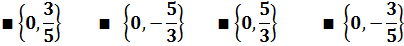 ■ {0, 3/5} ■ {0, −5/3} ■ {0, 5/3} ■ {0, −3/5}